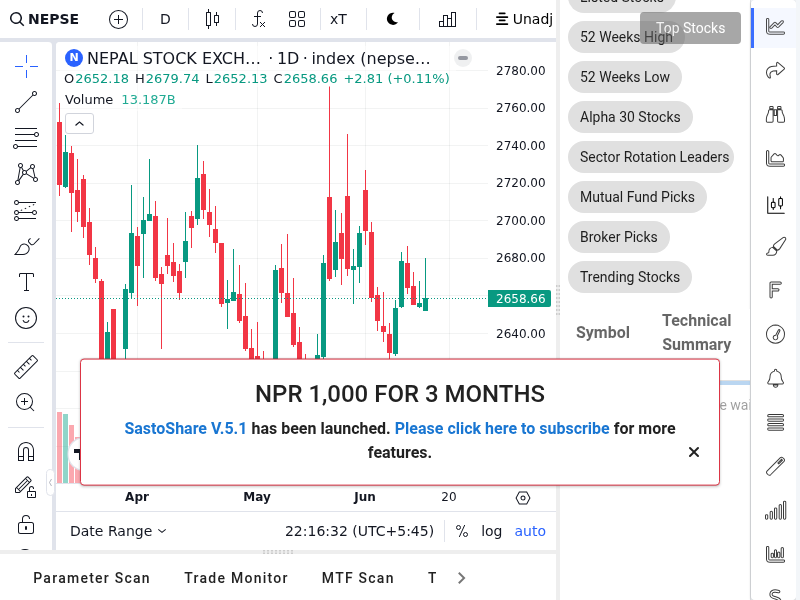 NEPSE
D
xT
Unadj
N NEPAL STOCK EXCH... · 1D · index (nepse...
O2652.18 H2679.74 L2652.13 C2658.66 +2.81 (+0.11%)
Volume 13.187B
2780.00
2760.00
2740.00
2720.00
2700.00
2680.00
2658.66
2640.00
Apr May Jun 20
Date Range
22:16:32 (UTC+5:45)
% log auto
Parameter Scan Trade Monitor MTF Scan T
Listed Stocks
Top Stocks
52 Weeks High
52 Weeks Low
Alpha 30 Stocks
Sector Rotation Leaders
Mutual Fund Picks
Broker Picks
Trending Stocks
Symbol
Technical
Summary
NPR 1,000 FOR 3 MONTHS
SastoShare V.5.1 has been launched. Please click here to subscribe for more
features.